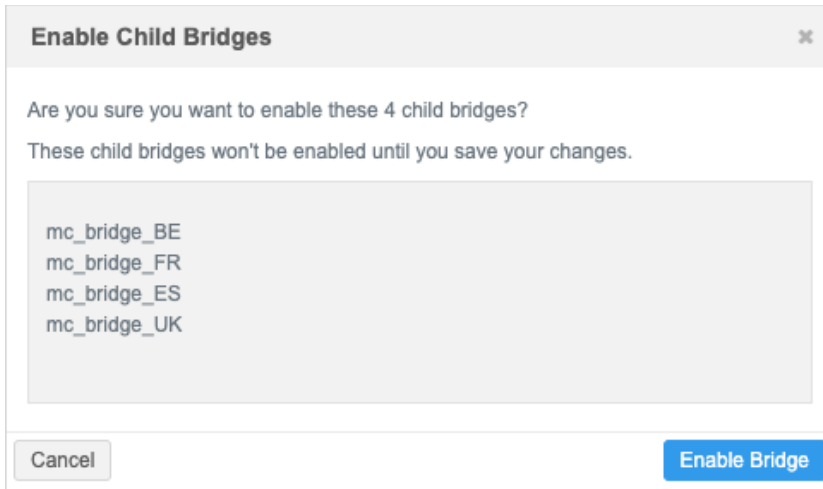 Enable Child Bridges
Are you sure you want to enable these 4 child bridges?
These child bridges won't be enabled until you save your changes.
mc_bridge_BE
mc_bridge_FR
mc_bridge_ES
mc_bridge_UK
Cancel
Enable Bridge